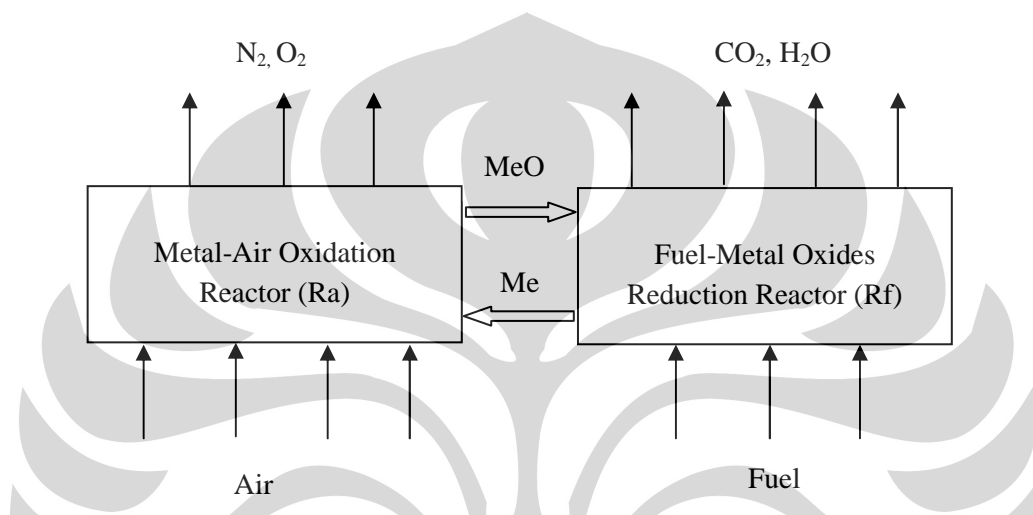 N₂, O₂
CO₂, H₂O
MeO
Metal-Air Oxidation
Reactor (Ra)
Fuel-Metal Oxides
Reduction Reactor (Rf)
Me
Air
Fuel